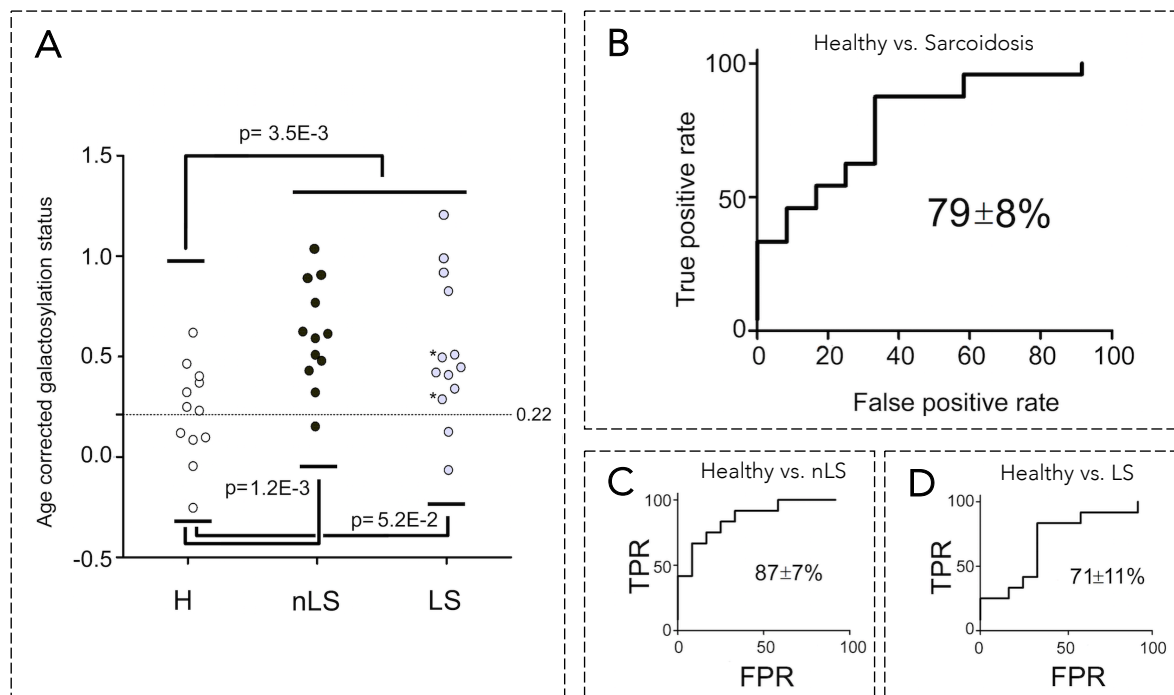 A
p= 3.5E-3
1.5
1.0
0.5
0.0
-0.5
Age corrected galactosylation status
*
*
0.22
p=1.2E-3
p=5.2E-2
H
nLS
LS
B
Healthy vs. Sarcoidosis
100
50
0
True positive rate
79±8%
0
20
40
60
80
100
False positive rate
C
Healthy vs. nLS
100
50
0
TPR
87±7%
0
50
100
FPR
D
Healthy vs. LS
100
50
0
TPR
71±11%
0
50
100
FPR